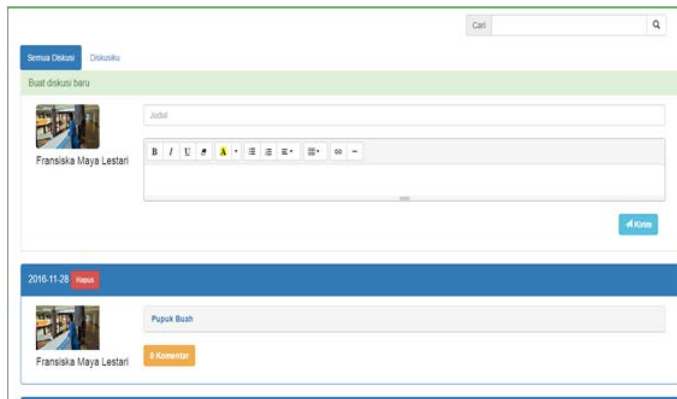 Cari
Semua Diskusi Diskusiku
Buat diskusi baru
Judul
B I U A
Fransiska Maya Lestari
Kirim
2016-11-28 Hapus
Pupuk Buah
0 Komentar
Fransiska Maya Lestari